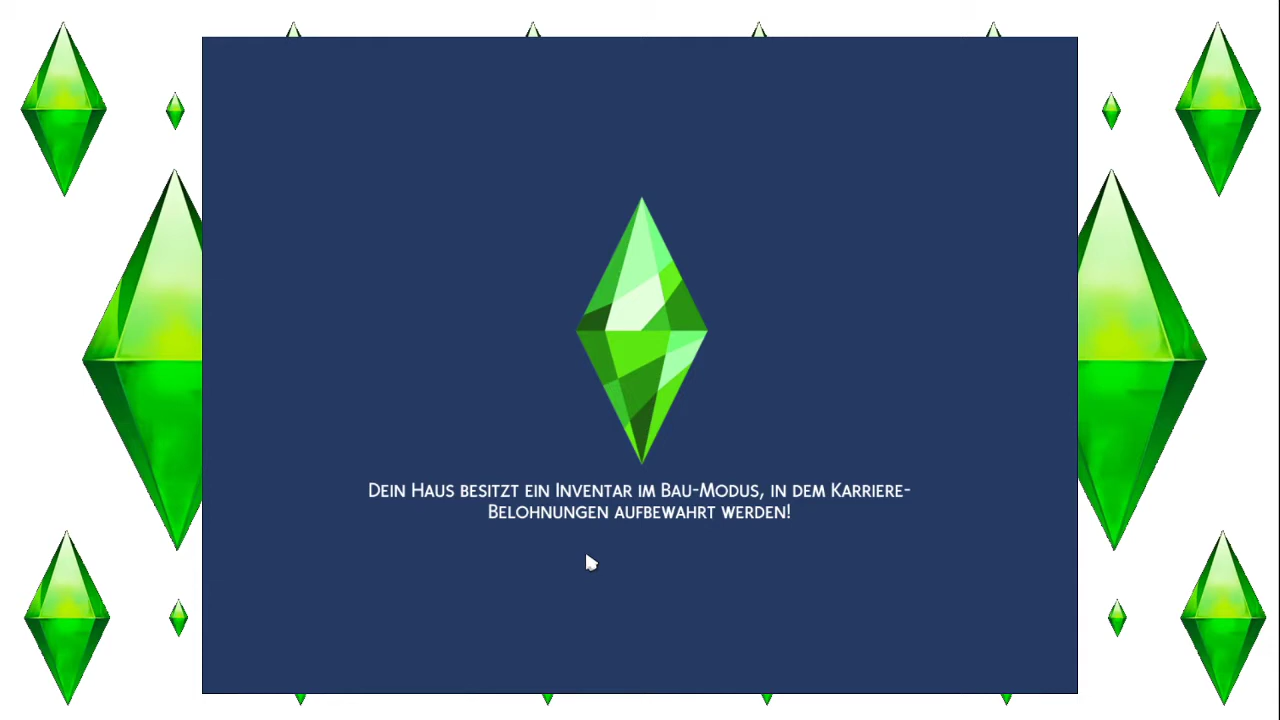 Dein Haus besitzt ein Inventar im Bau-Modus, in dem Karriere-
Belohnungen aufbewahrt werden!